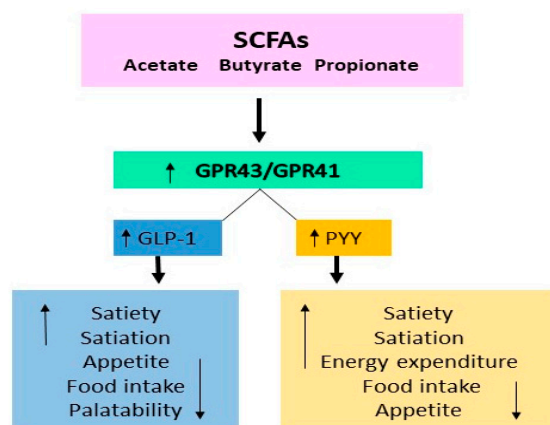 SCFAs
Acetate Butyrate Propionate
↑ GPR43/GPR41
↑ GLP-1
↑ PYY
Satiety
Satiation
Appetite
Food intake
Palatability
Satiety
Satiation
Energy expenditure
Food intake
Appetite